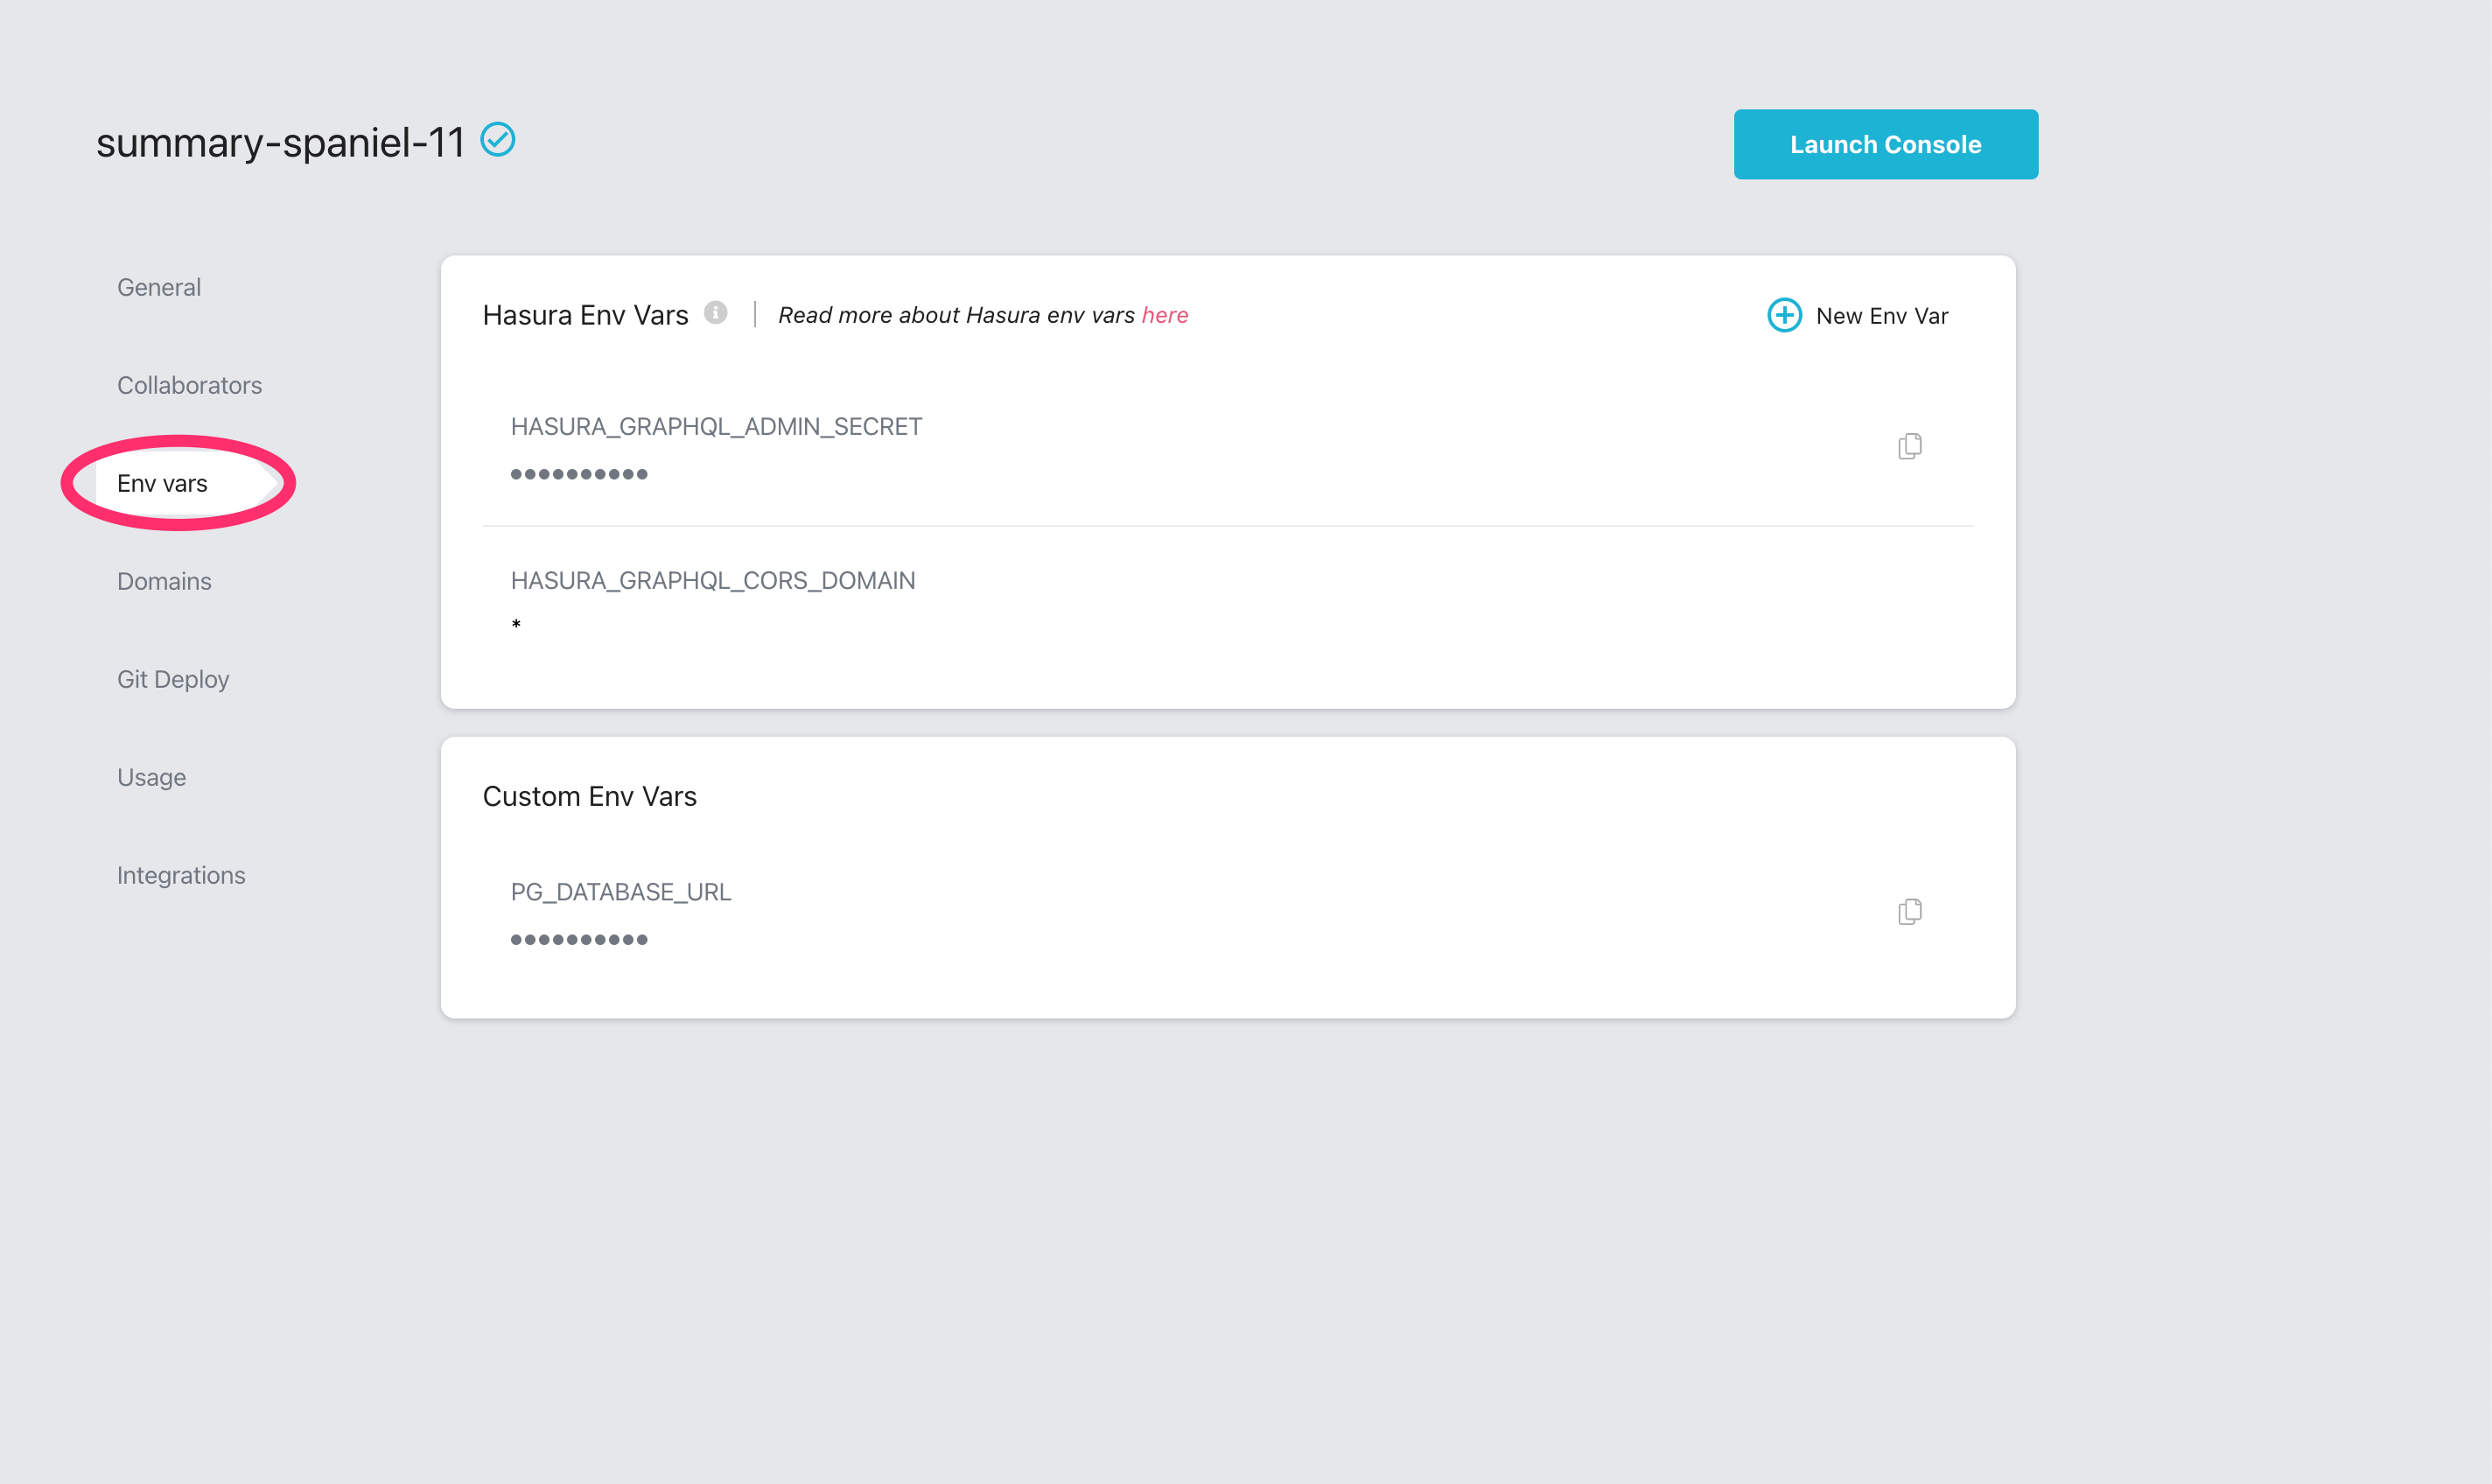 summary-spaniel-11
Launch Console
General
Collaborators
Env vars
Domains
Git Deploy
Usage
Integrations
Hasura Env Vars
Read more about Hasura env vars here
New Env Var
HASURA_GRAPHQL_ADMIN_SECRET
••••••••••
HASURA_GRAPHQL_CORS_DOMAIN
*
Custom Env Vars
PG_DATABASE_URL
••••••••••